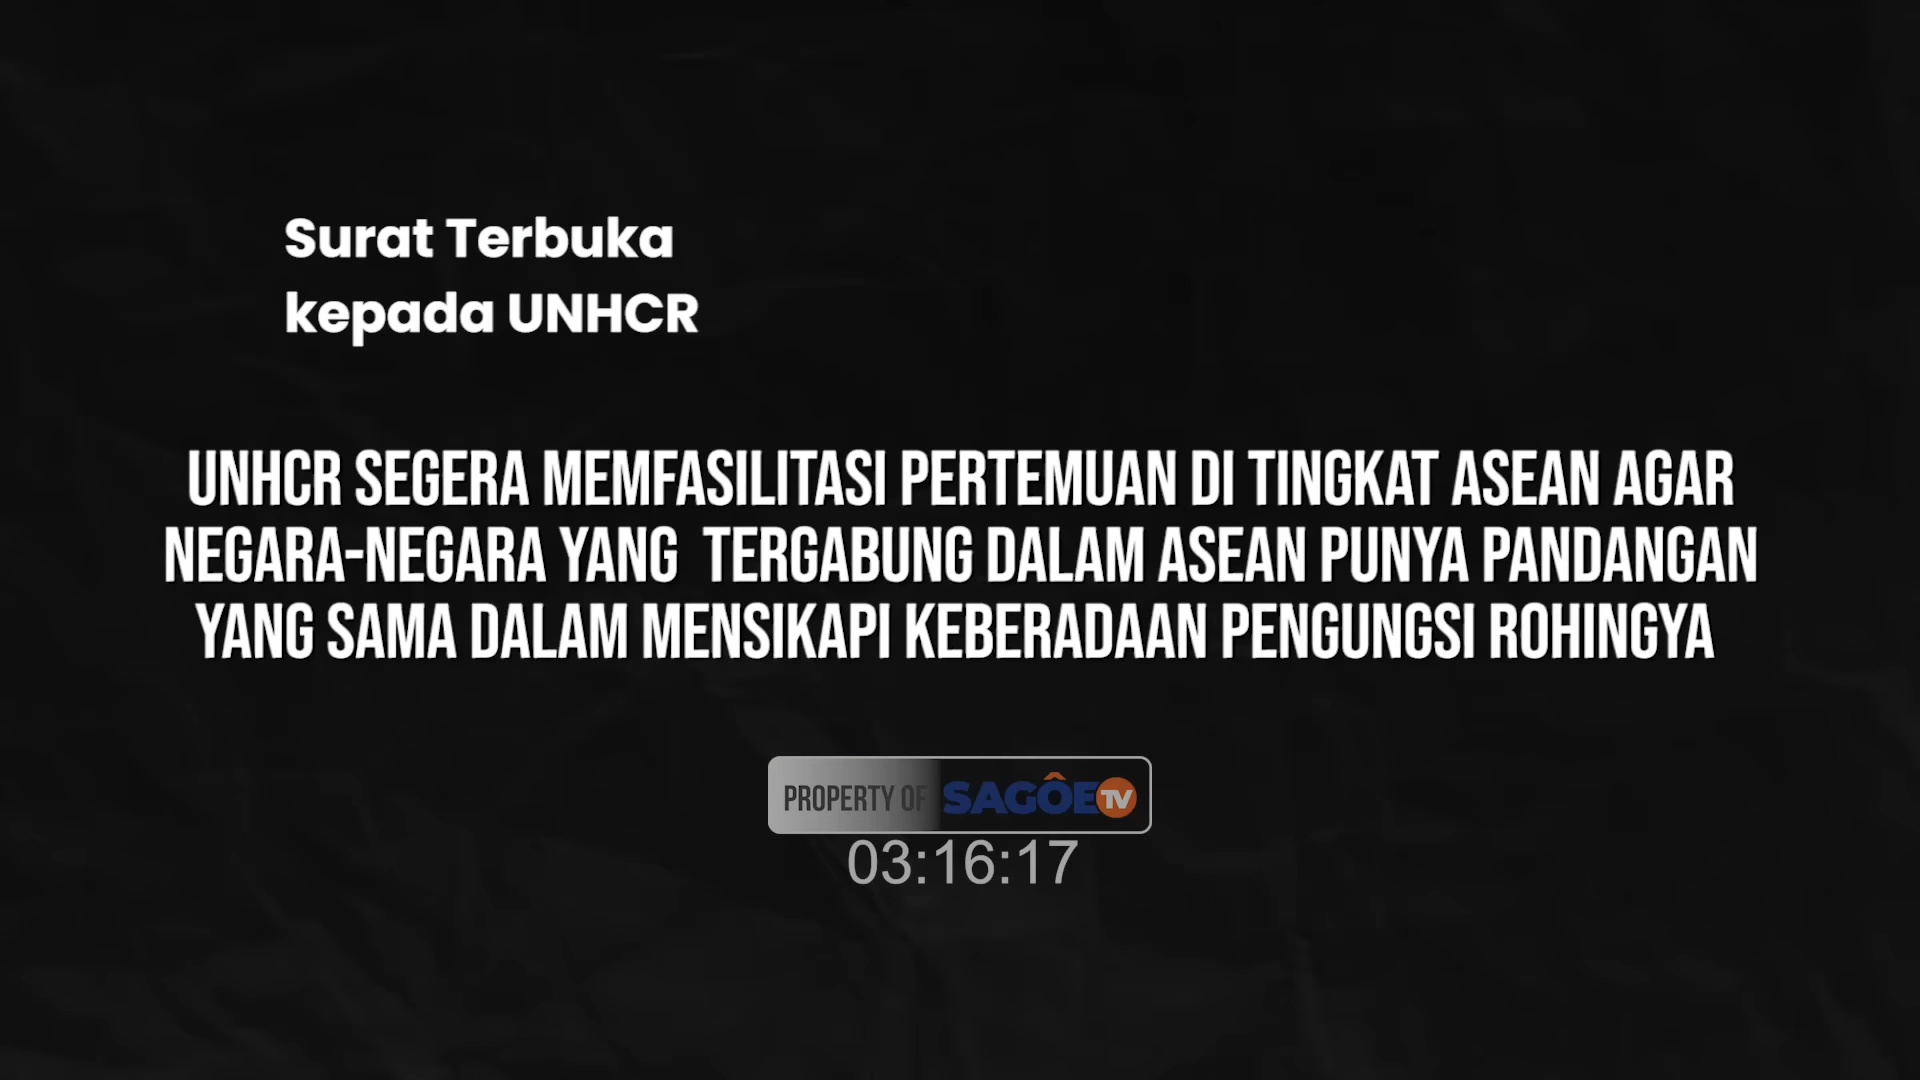 Surat Terbuka
kepada UNHCR
UNHCR SEGERA MEMFASILITASI PERTEMUAN DI TINGKAT ASEAN AGAR
NEGARA-NEGARA YANG TERGABUNG DALAM ASEAN PUNYA PANDANGAN
YANG SAMA DALAM MENSIKAPI KEBERADAAN PENGUNGSI ROHINGYA
PROPERTY OF SAGÔE TV
03:16:17